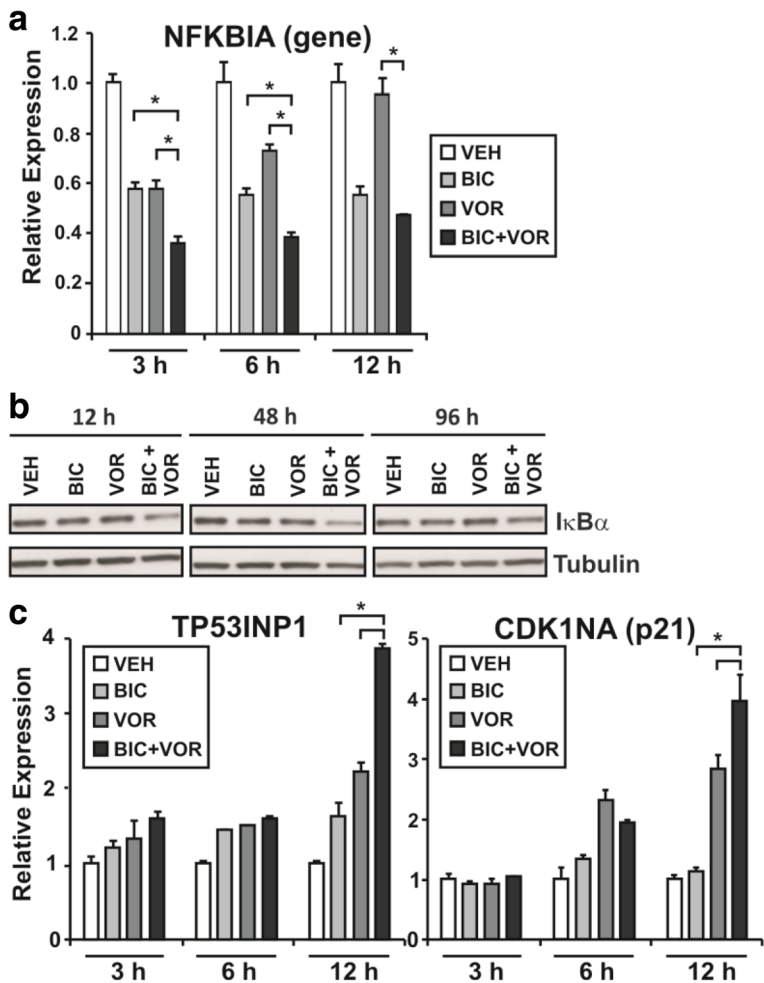 a
NFKBIA (gene)
Relative Expression
1.2
1.0
0.8
0.6
0.4
0.2
0
* * * * *
3 h 6 h 12 h
VEH
BIC
VOR
BIC+VOR
b
12 h 48 h 96 h
VEH BIC VOR BIC + VOR VEH BIC VOR BIC + VOR VEH BIC VOR BIC + VOR
IκBα
Tubulin
c
TP53INP1
Relative Expression
4
3
2
1
0
VEH
BIC
VOR
BIC+VOR
*
3 h 6 h 12 h
CDK1NA (p21)
5
4
3
2
1
0
VEH
BIC
VOR
BIC+VOR
*
3 h 6 h 12 h